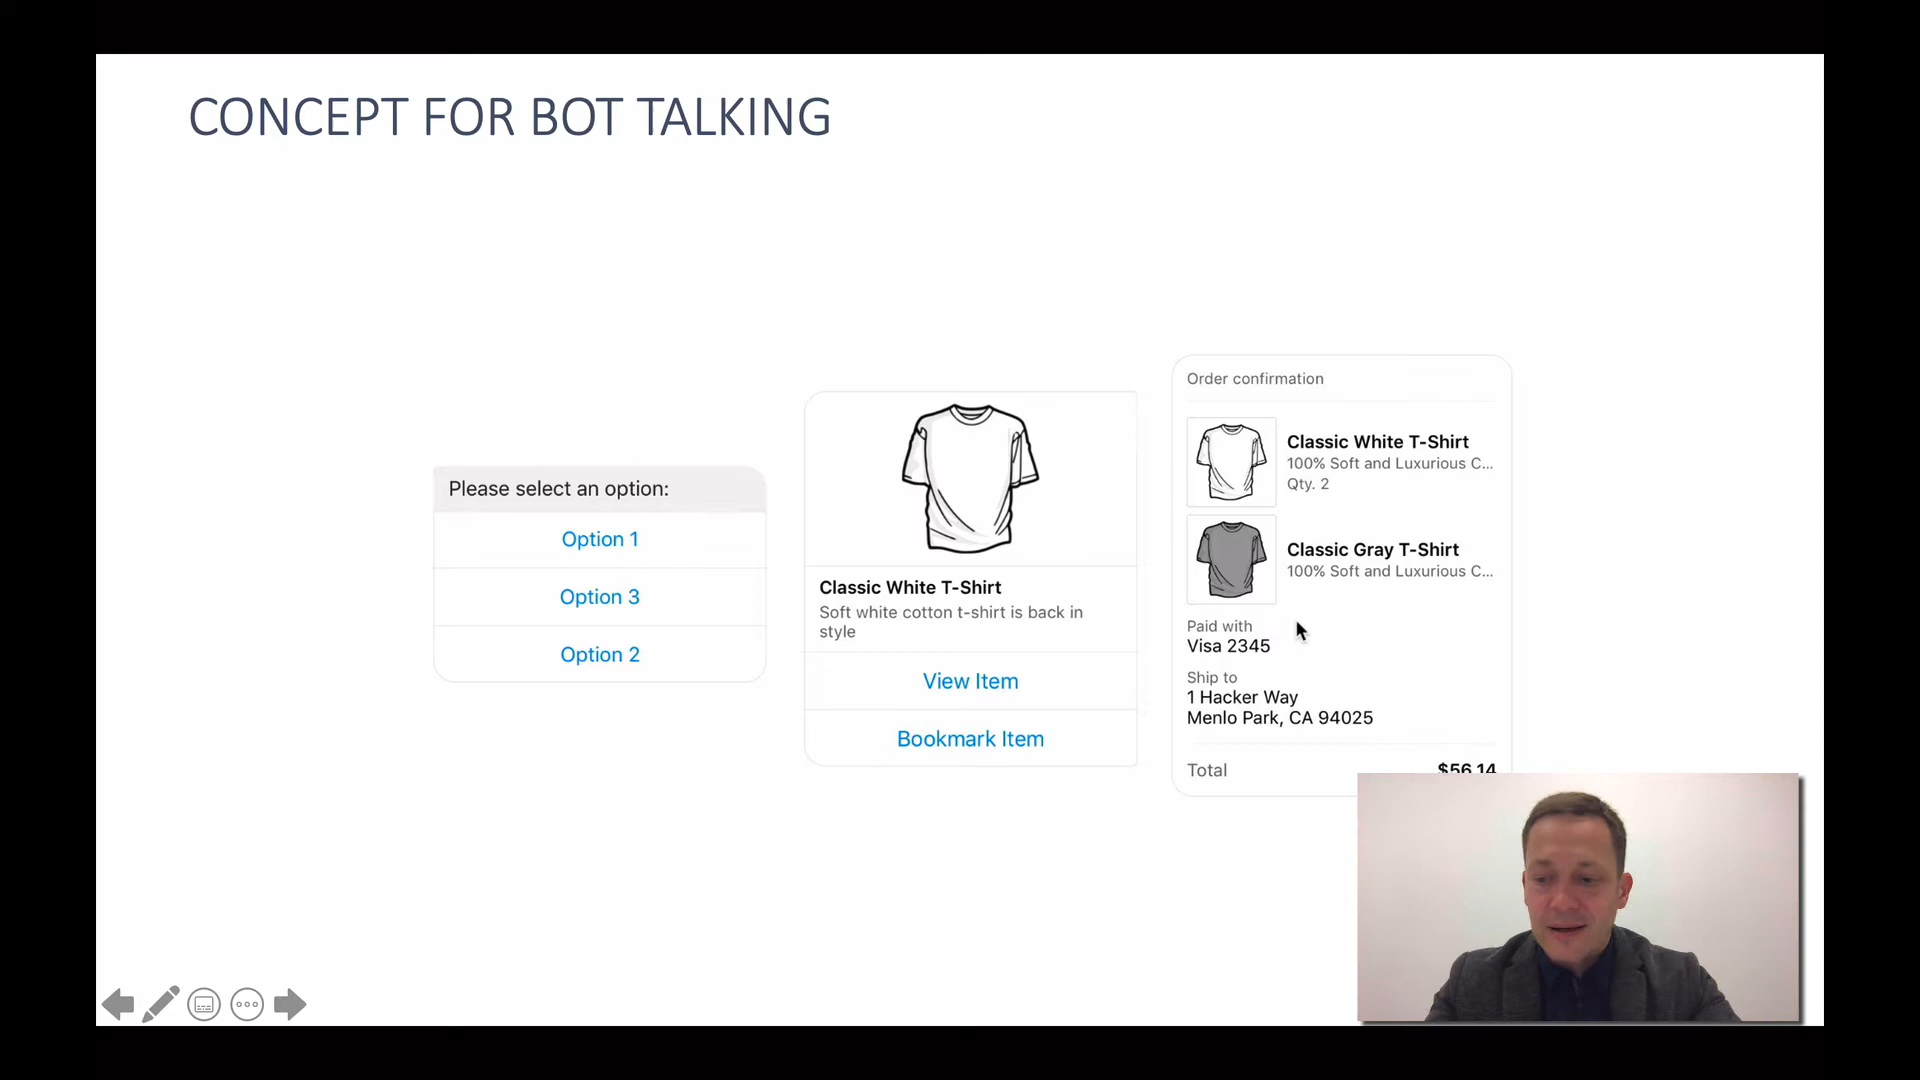 CONCEPT FOR BOT TALKING
Please select an option:
Option 1
Option 3
Option 2
Classic White T-Shirt
Soft white cotton t-shirt is back in
style
View Item
Bookmark Item
Order confirmation
Classic White T-Shirt
100% Soft and Luxurious C...
Qty. 2
Classic Gray T-Shirt
100% Soft and Luxurious C...
Paid with
Visa 2345
Ship to
1 Hacker Way
Menlo Park, CA 94025
Total $56.14